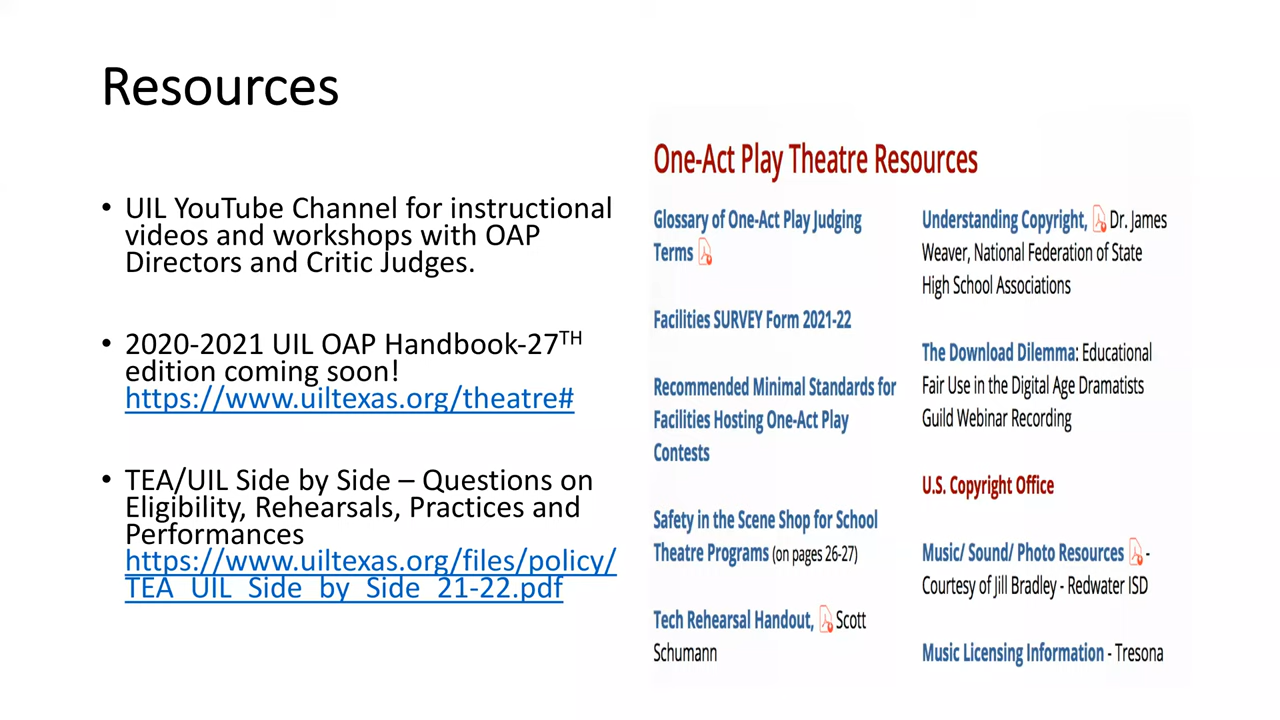 Resources
• UIL YouTube Channel for instructional
videos and workshops with OAP
Directors and Critic Judges.
• 2020-2021 UIL OAP Handbook-27TH
edition coming soon!
https://www.uiltexas.org/theatre#
• TEA/UIL Side by Side – Questions on
Eligibility, Rehearsals, Practices and
Performances
https://www.uiltexas.org/files/policy/
TEA_UIL_Side_by_Side_21-22.pdf
One-Act Play Theatre Resources
Glossary of One-Act Play Judging
Terms
Facilities SURVEY Form 2021-22
Recommended Minimal Standards for
Facilities Hosting One-Act Play
Contests
Safety in the Scene Shop for School
Theatre Programs (on pages 26-27)
Tech Rehearsal Handout, Scott
Schumann
Understanding Copyright, Dr. James
Weaver, National Federation of State
High School Associations
The Download Dilemma: Educational
Fair Use in the Digital Age Dramatists
Guild Webinar Recording
U.S. Copyright Office
Music/ Sound/ Photo Resources -
Courtesy of Jill Bradley - Redwater ISD
Music Licensing Information - Tresona